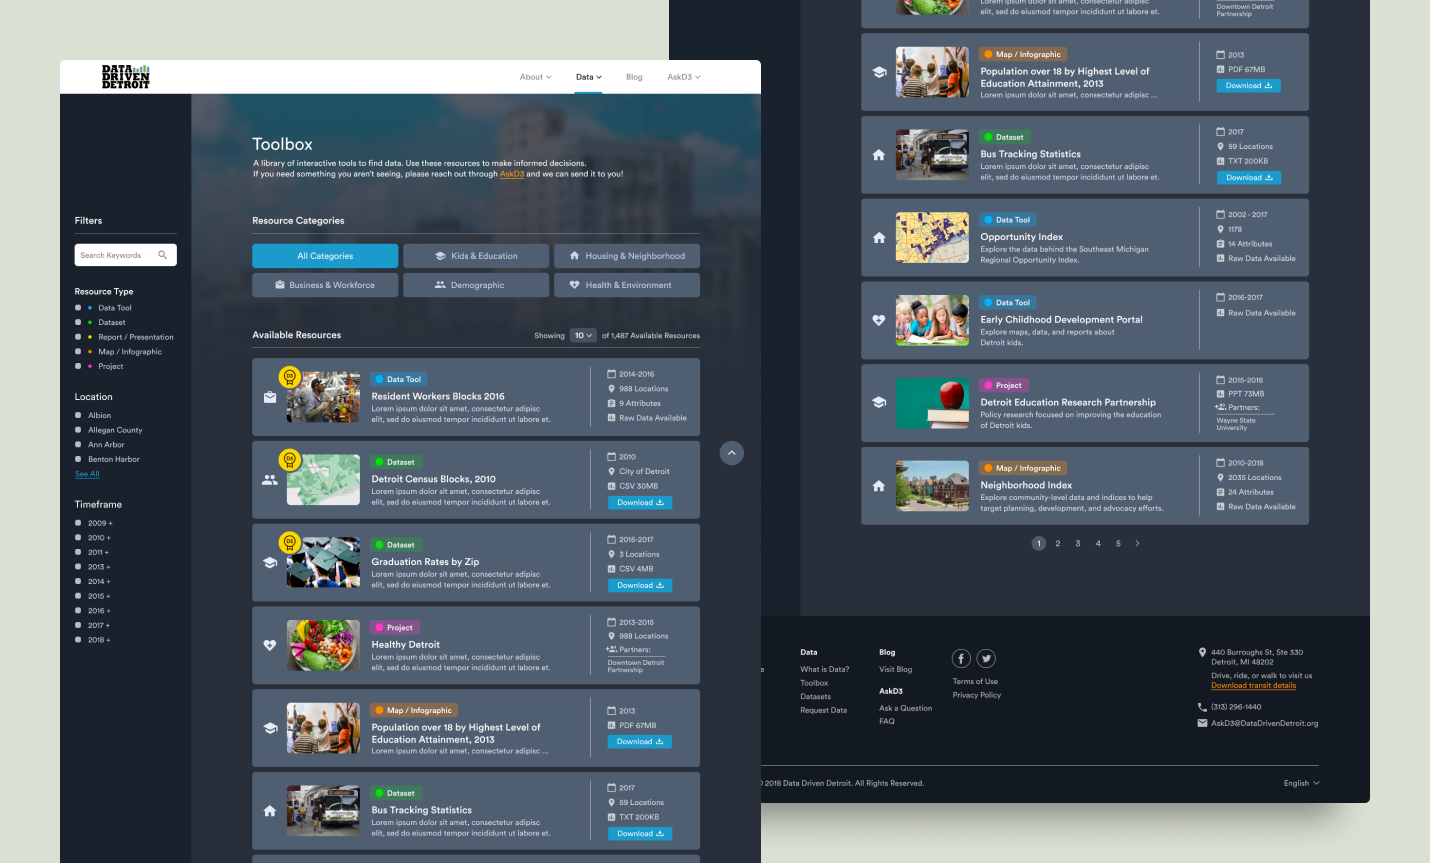 DATA
DRIVEN
DETROIT
About
Data
Blog
AskD3
Toolbox
A library of interactive tools to find data. Use these resources to make informed decisions.
If you need something you aren't seeing, please reach out through AskD3 and we can send it to you!
Filters
Search Keywords
Resource Type
Data Tool
Dataset
Report / Presentation
Map / Infographic
Project
Location
Albion
Allegan County
Ann Arbor
Benton Harbor
See All
Timeframe
2009 +
2010 +
2011 +
2013 +
2014 +
2015 +
2016 +
2017 +
2018 +
Resource Categories
All Categories
Kids & Education
Housing & Neighborhood
Business & Workforce
Demographic
Health & Environment
Available Resources
Showing 10 of 1,487 Available Resources
D3
Data Tool
Resident Workers Blocks 2016
Lorem ipsum dolor sit amet, consectetur adipisc
elit, sed do eiusmod tempor incididunt ut labore et.
2014-2016
988 Locations
9 Attributes
Raw Data Available
D3
Dataset
Detroit Census Blocks, 2010
Lorem ipsum dolor sit amet, consectetur adipisc
elit, sed do eiusmod tempor incididunt ut labore et.
2010
City of Detroit
CSV 30MB
Download
D3
Dataset
Graduation Rates by Zip
Lorem ipsum dolor sit amet, consectetur adipisc
elit, sed do eiusmod tempor incididunt ut labore et.
2015-2017
3 Locations
CSV 4MB
Download
Project
Healthy Detroit
Lorem ipsum dolor sit amet, consectetur adipisc
elit, sed do eiusmod tempor incididunt ut labore et.
2013-2015
988 Locations
Partners:
Downtown Detroit
Partnership
Map / Infographic
Population over 18 by Highest Level of
Education Attainment, 2013
Lorem ipsum dolor sit amet, consectetur adipisc ...
2013
PDF 67MB
Download
Dataset
Bus Tracking Statistics
Lorem ipsum dolor sit amet, consectetur adipisc
elit, sed do eiusmod tempor incididunt ut labore et.
2017
59 Locations
TXT 200KB
Download
Lorem ipsum dolor sit amet, consectetur adipisc
elit, sed do eiusmod tempor incididunt ut labore et.
Downtown Detroit
Partnership
Map / Infographic
Population over 18 by Highest Level of
Education Attainment, 2013
Lorem ipsum dolor sit amet, consectetur adipisc ...
2013
PDF 67MB
Download
Dataset
Bus Tracking Statistics
Lorem ipsum dolor sit amet, consectetur adipisc
elit, sed do eiusmod tempor incididunt ut labore et.
2017
59 Locations
TXT 200KB
Download
Data Tool
Opportunity Index
Explore the data behind the Southeast Michigan
Regional Opportunity Index.
2002 - 2017
1178
14 Attributes
Raw Data Available
Data Tool
Early Childhood Development Portal
Explore maps, data, and reports about
Detroit kids.
2016-2017
Raw Data Available
Project
Detroit Education Research Partnership
Policy research focused on improving the education
of Detroit kids.
2015-2018
PPT 73MB
Partners:
Wayne State
University
Map / Infographic
Neighborhood Index
Explore community-level data and indices to help
target planning, development, and advocacy efforts.
2010-2018
2035 Locations
24 Attributes
Raw Data Available
1 2 3 4 5
Data
What is Data?
Toolbox
Datasets
Request Data
Blog
Visit Blog
AskD3
Ask a Question
FAQ
Terms of Use
Privacy Policy
440 Burroughs St, Ste 330
Detroit, MI 48202
Drive, ride, or walk to visit us
Download transit details
(313) 296-1440
AskD3@DataDrivenDetroit.org
2018 Data Driven Detroit. All Rights Reserved.
English